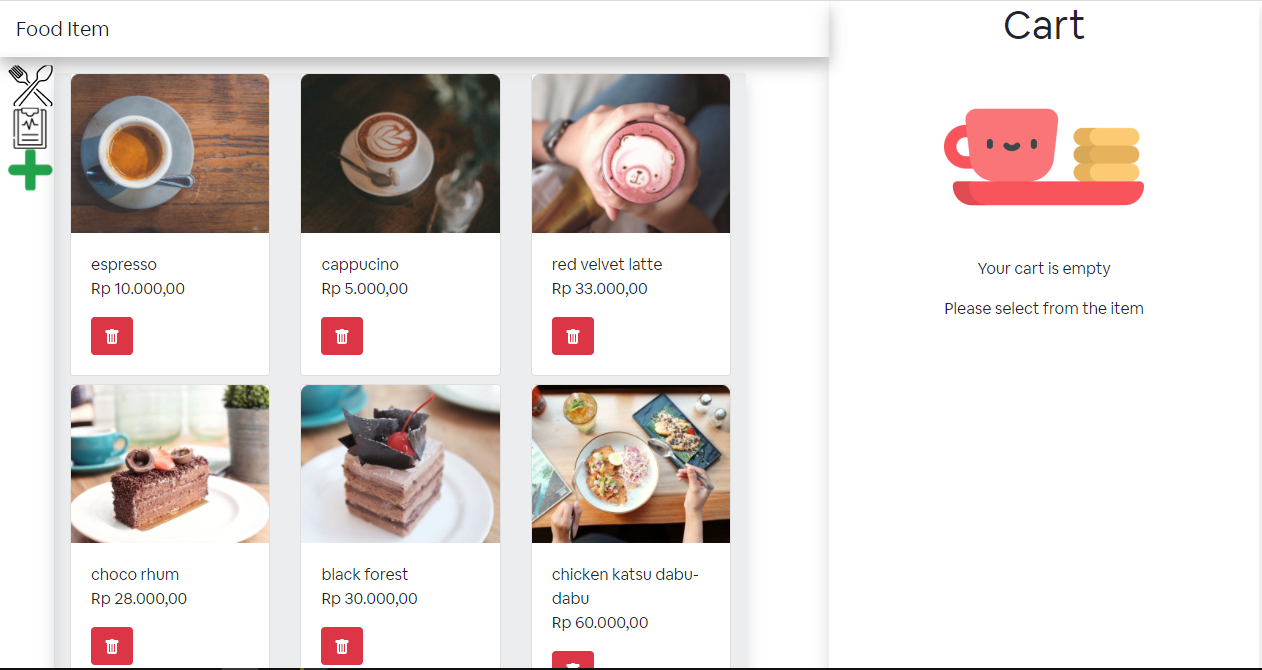 Food Item
Cart
espresso
Rp 10.000,00
cappucino
Rp 5.000,00
red velvet latte
Rp 33.000,00
choco rhum
Rp 28.000,00
black forest
Rp 30.000,00
chicken katsu dabu-
dabu
Rp 60.000,00
Your cart is empty
Please select from the item